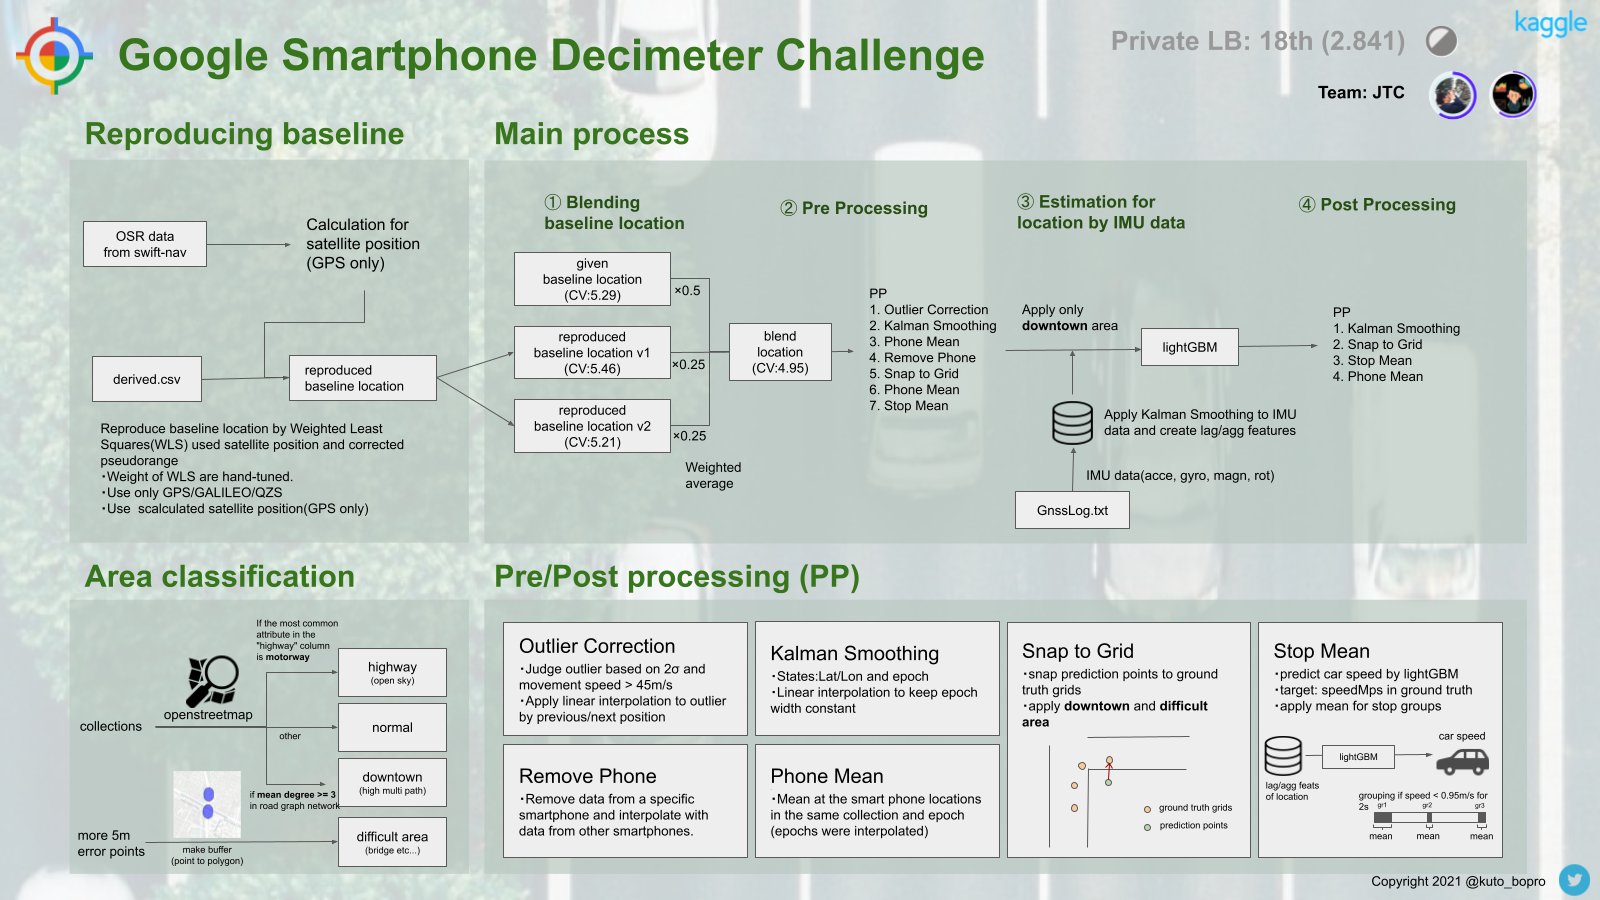 Google Smartphone Decimeter Challenge
Private LB: 18th (2.841)
kaggle
Team: JTC
Reproducing baseline
OSR data
from swift-nav
Calculation for
satellite position
(GPS only)
derived.csv
reproduced
baseline location
Reproduce baseline location by Weighted Least
Squares(WLS) used satellite position and corrected
pseudorange
・Weight of WLS are hand-tuned.
・Use only GPS/GALILEO/QZS
・Use  scalculated satellite position(GPS only)
Main process
① Blending
baseline location
given
baseline location
(CV:5.29)
×0.5
reproduced
baseline location v1
(CV:5.46)
×0.25
reproduced
baseline location v2
(CV:5.21)
×0.25
Weighted
average
blend
location
(CV:4.95)
② Pre Processing
PP
1. Outlier Correction
2. Kalman Smoothing
3. Phone Mean
4. Remove Phone
5. Snap to Grid
6. Phone Mean
7. Stop Mean
③ Estimation for
location by IMU data
Apply only
downtown area
lightGBM
Apply Kalman Smoothing to IMU
data and create lag/agg features
IMU data(acce, gyro, magn, rot)
GnssLog.txt
④ Post Processing
PP
1. Kalman Smoothing
2. Snap to Grid
3. Stop Mean
4. Phone Mean
Area classification
If the most common
attribute in the
"highway" column
is motorway
openstreetmap
collections
other
if mean degree >= 3
in road graph network
highway
(open sky)
normal
downtown
(high multi path)
more 5m
error points
make buffer
(point to polygon)
difficult area
(bridge etc...)
Pre/Post processing (PP)
Outlier Correction
・Judge outlier based on 2σ and
movement speed > 45m/s
・Apply linear interpolation to outlier
by previous/next position
Kalman Smoothing
・States:Lat/Lon and epoch
・Linear interpolation to keep epoch
width constant
Remove Phone
・Remove data from a specific
smartphone and interpolate with
data from other smartphones.
Phone Mean
・Mean at the smart phone locations
in the same collection and epoch
(epochs were interpolated)
Snap to Grid
・snap prediction points to ground
truth grids
・apply downtown and difficult
area
ground truth grids
prediction points
Stop Mean
・predict car speed by lightGBM
・target: speedMps in ground truth
・apply mean for stop groups
car speed
lightGBM
lag/agg feats
of location
grouping if speed < 0.95m/s for
2s
gr1 gr2 gr3
mean mean mean
Copyright 2021 @kuto_bopro